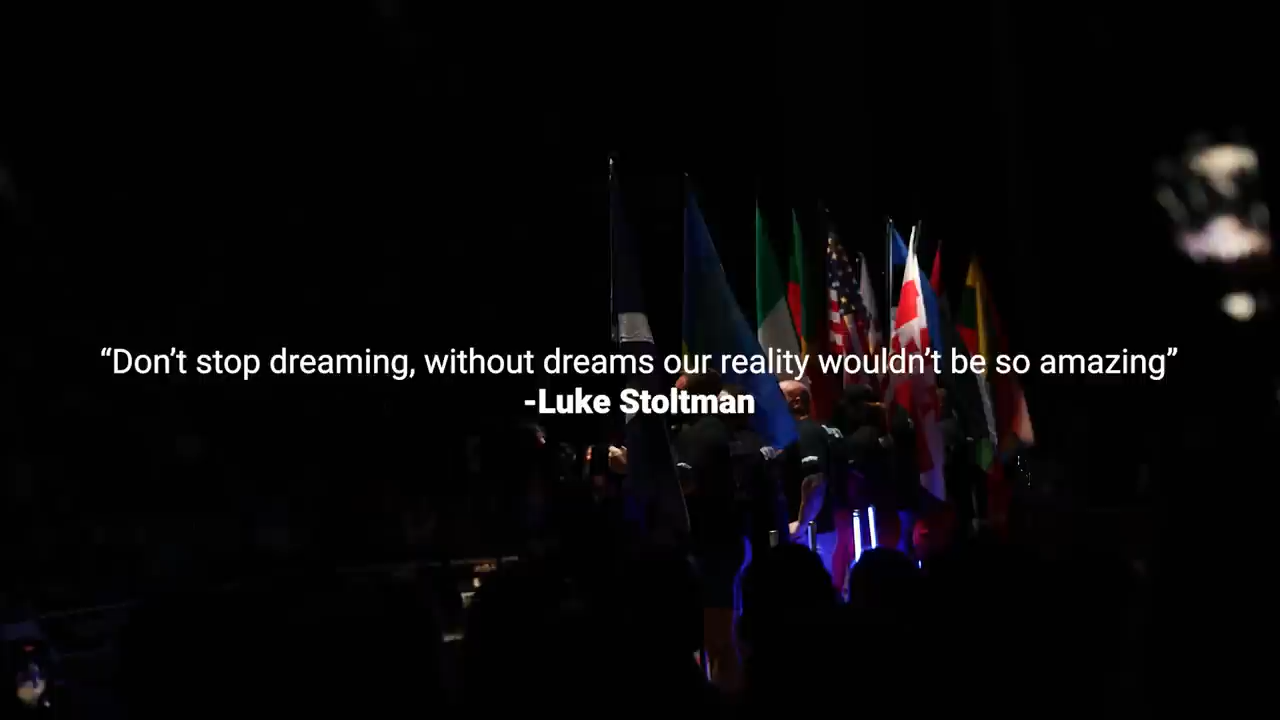 “Don’t stop dreaming, without dreams our reality wouldn’t be so amazing”
-Luke Stoltman